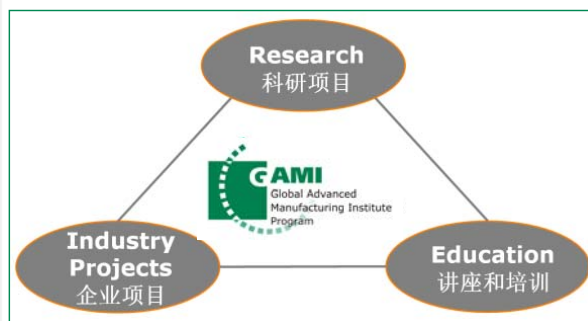 Research
科研项目
GAMI
Global Advanced
Manufacturing Institute
Program
Industry
Projects
企业项目
Education
讲座和培训